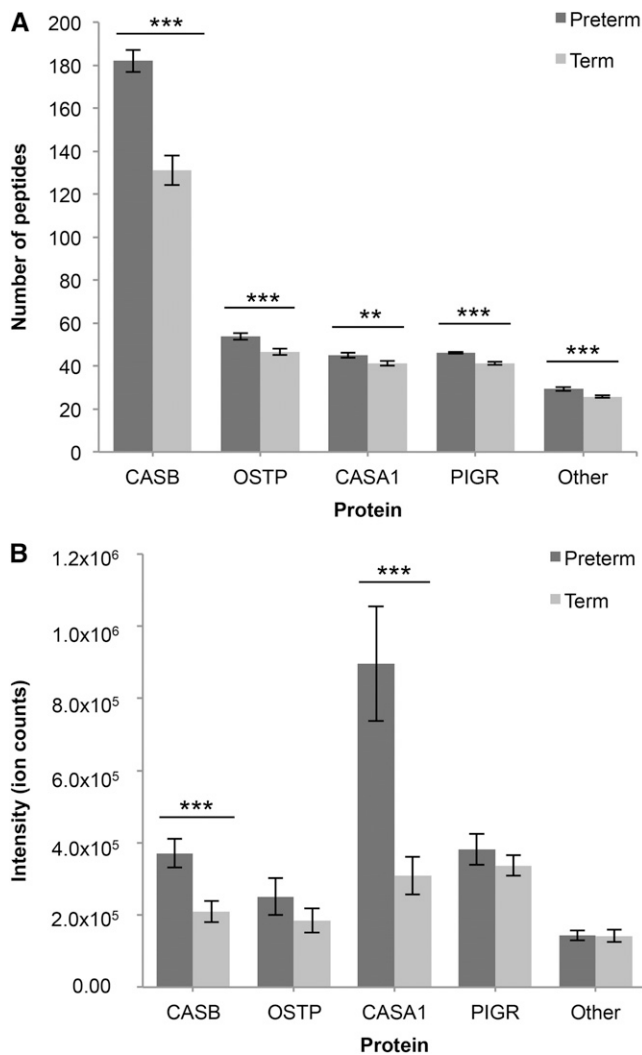 A
Preterm
Term
***
***
**
***
***
Number of peptides
200
180
160
140
120
100
80
60
40
20
0
CASB OSTP CASA1 PIGR Other
Protein
B
Preterm
Term
***
***
Intensity (ion counts)
1.2x10⁶
1.0x10⁶
8.0x10⁵
6.0x10⁵
4.0x10⁵
2.0x10⁵
0.00
CASB OSTP CASA1 PIGR Other
Protein